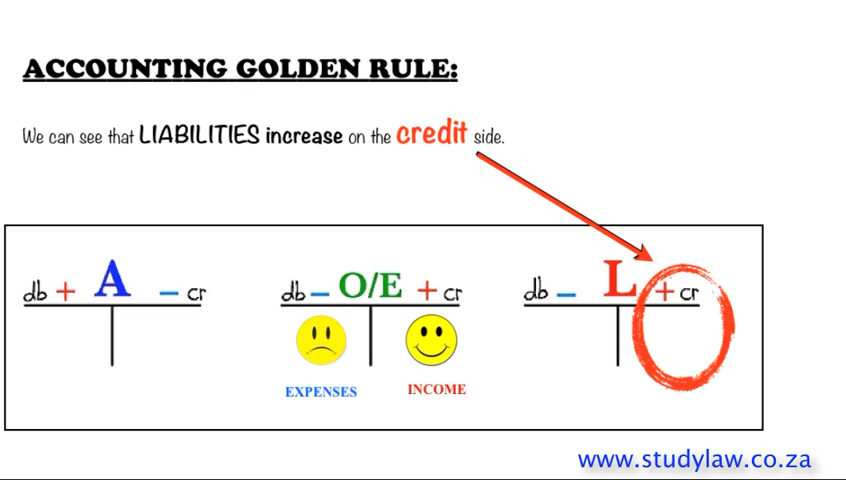 ACCOUNTING GOLDEN RULE:
We can see that LIABILITIES increase on the credit side.
db + A – cr
db – O/E + cr
db – L + cr
EXPENSES
INCOME
www.studylaw.co.za